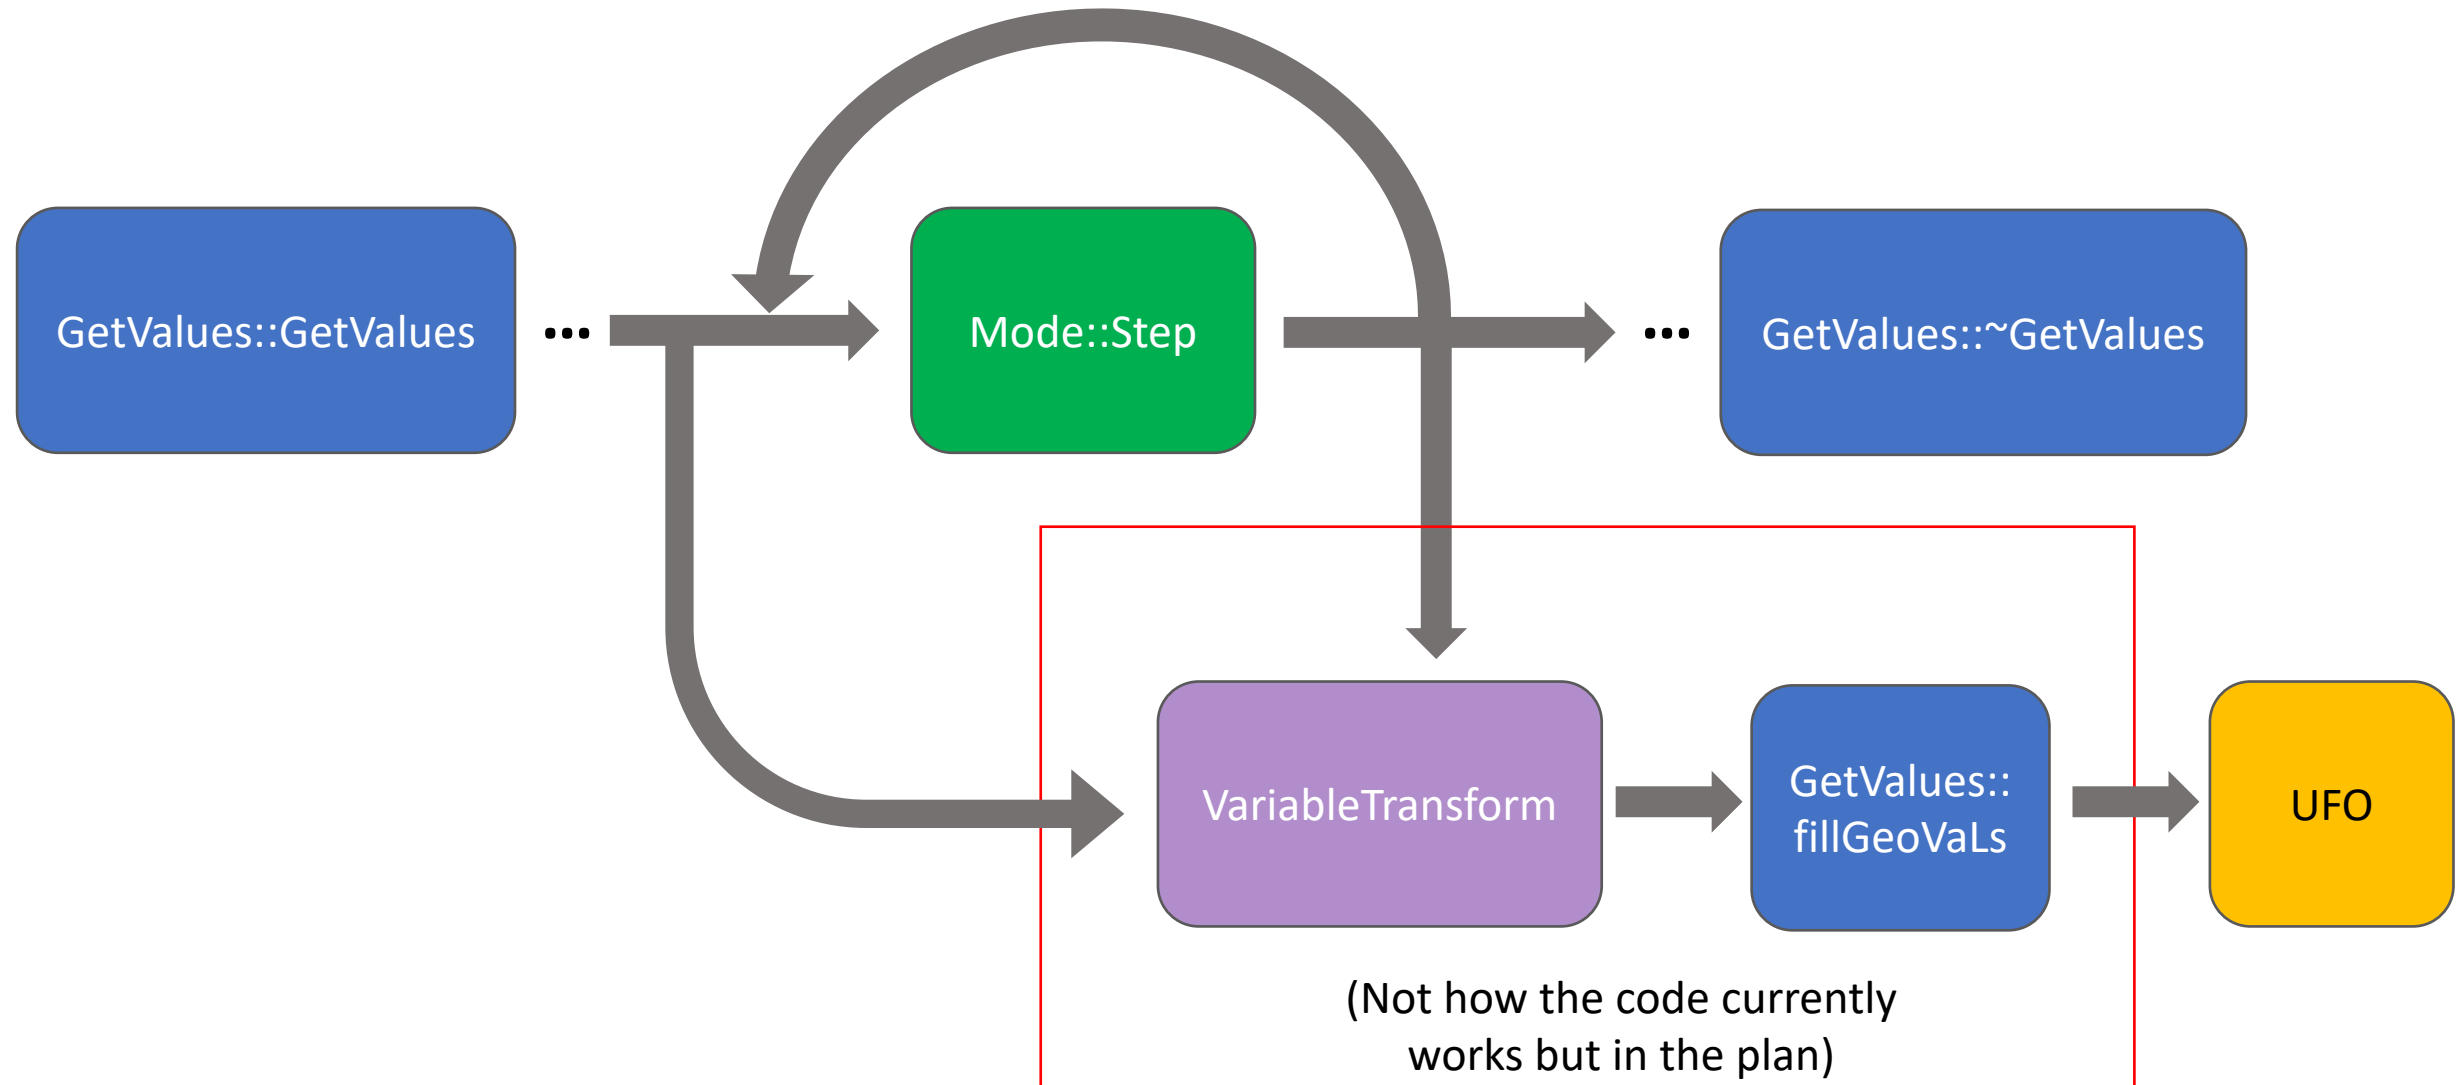 GetValues::GetValues
...
Mode::Step
...
GetValues::~GetValues
VariableTransform
GetValues::
fillGeoVaLs
UFO
(Not how the code currently
works but in the plan)